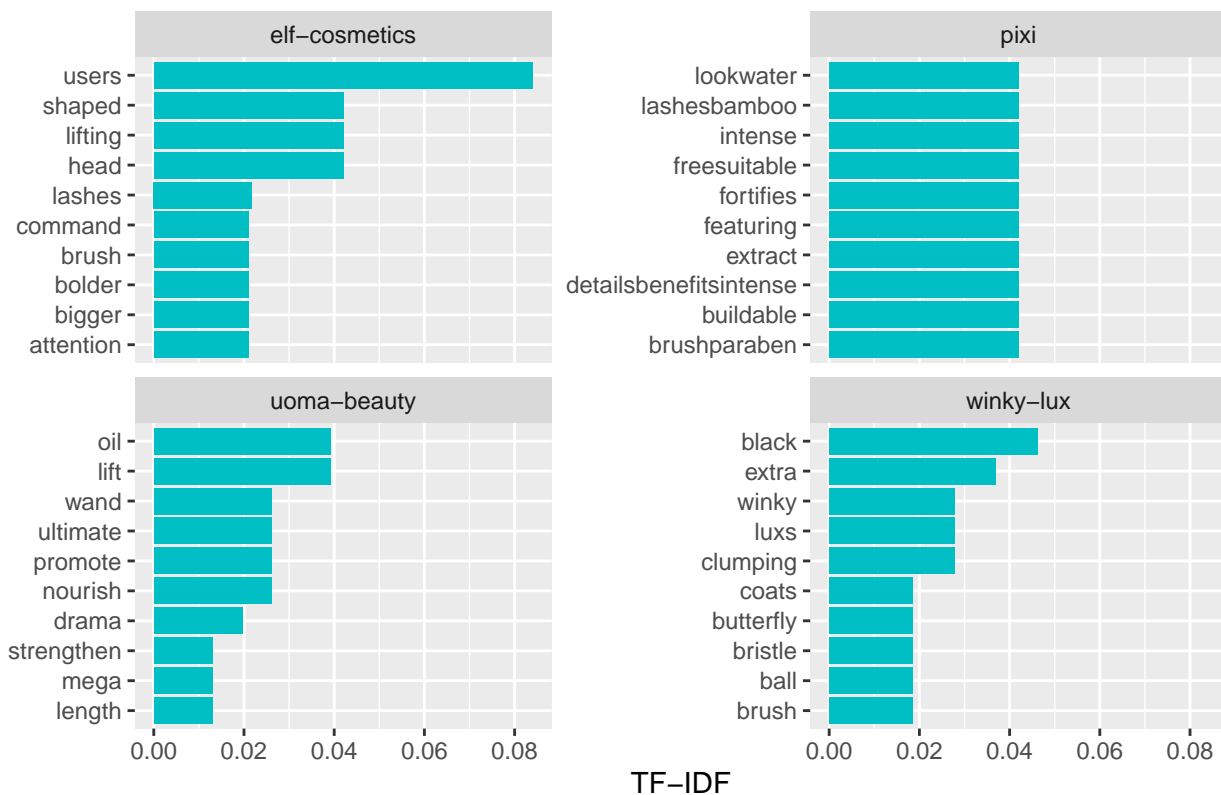 elf−cosmetics
users
shaped
lifting
head
lashes
command
brush
bolder
bigger
attention
pixi
lookwater
lashesbamboo
intense
freesuitable
fortifies
featuring
extract
detailsbenefitsintense
buildable
brushparaben
uoma−beauty
oil
lift
wand
ultimate
promote
nourish
drama
strengthen
mega
length
0.00 0.02 0.04 0.06 0.08
winky−lux
black
extra
winky
luxs
clumping
coats
butterfly
bristle
ball
brush
0.00 0.02 0.04 0.06 0.08
TF−IDF